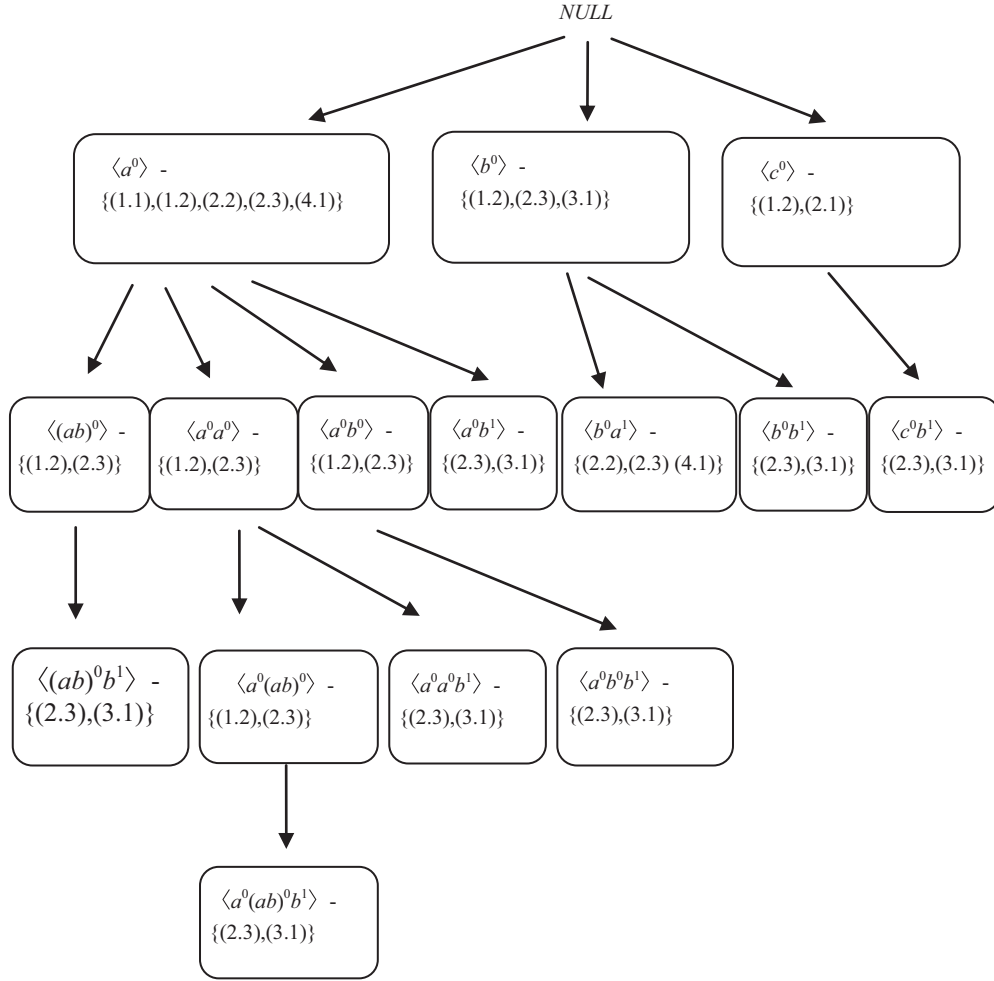 NULL
〈a⁰〉 -
{(1.1),(1.2),(2.2),(2.3),(4.1)}
〈b⁰〉 -
{(1.2),(2.3),(3.1)}
〈c⁰〉 -
{(1.2),(2.1)}
〈(ab)⁰〉 -
{(1.2),(2.3)}
〈a⁰a⁰〉 -
{(1.2),(2.3)}
〈a⁰b⁰〉 -
{(1.2),(2.3)
〈a⁰b¹〉 -
{(2.3),(3.1)}
〈b⁰a¹〉 -
{(2.2),(2.3) (4.1)}
〈b⁰b¹〉 -
{(2.3),(3.1)}
〈c⁰b¹〉 -
{(2.3),(3.1)}
〈(ab)⁰b¹〉 -
{(2.3),(3.1)}
〈a⁰(ab)⁰〉 -
{(1.2),(2.3)}
〈a⁰a⁰b¹〉 -
{(2.3),(3.1)}
〈a⁰b⁰b¹〉 -
{(2.3),(3.1)}
〈a⁰(ab)⁰b¹〉 -
{(2.3),(3.1)}